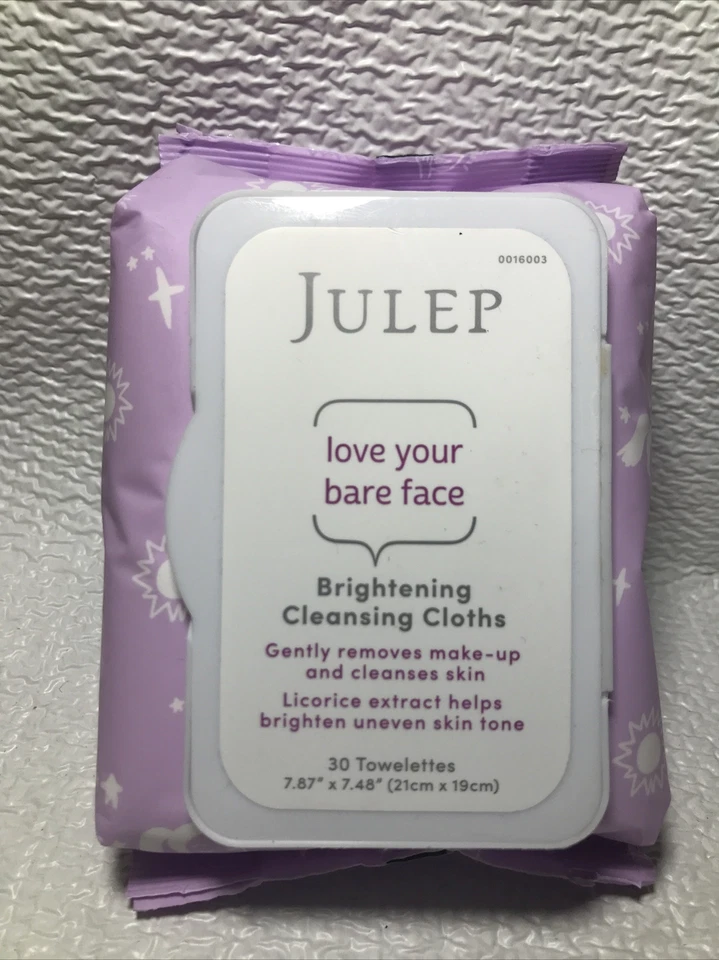 0016003
JULEP
love your
bare face
Brightening
Cleansing Cloths
Gently removes make-up
and cleanses skin
Licorice extract helps
brighten uneven skin tone
30 Towelettes
7.87" x 7.48" (21cm x 19cm)